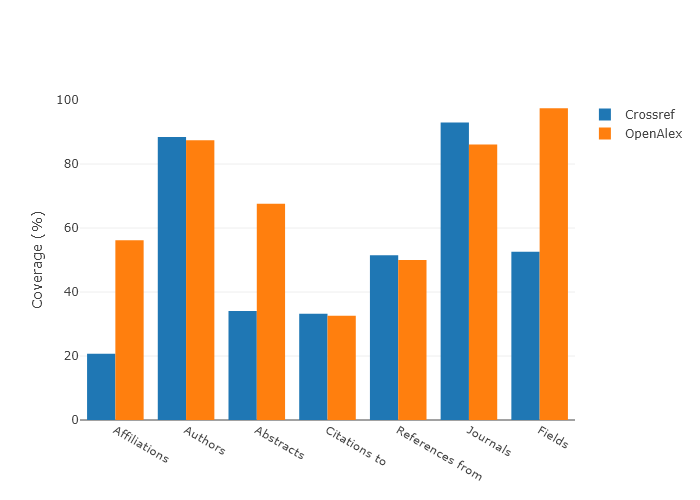 Crossref
OpenAlex
Coverage (%)
100
80
60
40
20
0
Affiliations
Authors
Abstracts
Citations to
References from
Journals
Fields